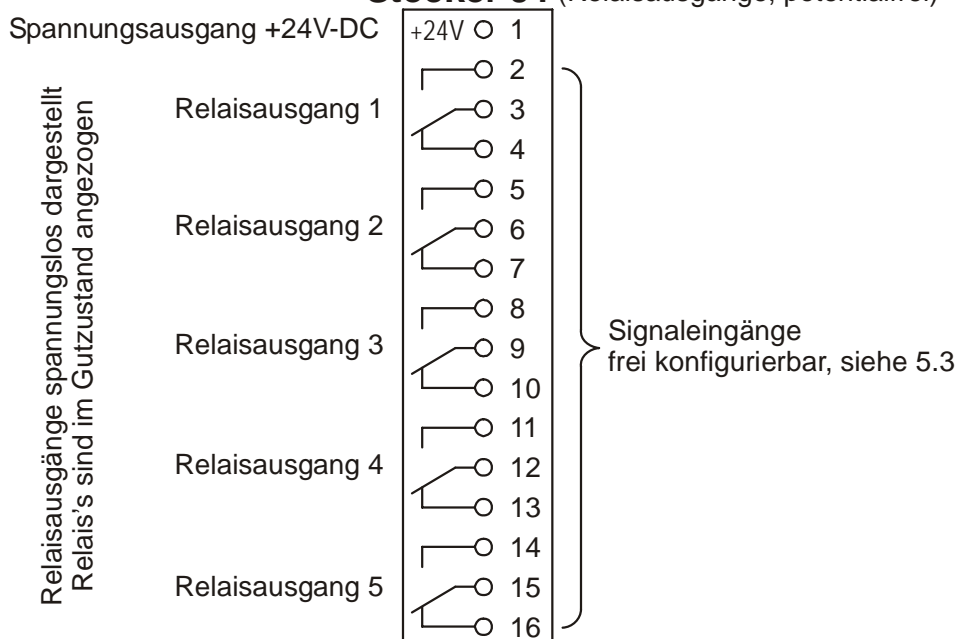 (Relaisausgänge, potentialfrei)
Spannungsausgang +24V-DC +24V 1
2
Relaisausgang 1 3
4
5
Relaisausgang 2 6
7
8
Relaisausgang 3 9
10
11
Relaisausgang 4 12
13
14
Relaisausgang 5 15
16
Signaleingänge
frei konfigurierbar, siehe 5.3
Relaisausgänge spannungslos dargestellt
Relais's sind im Gutzustand angezogen